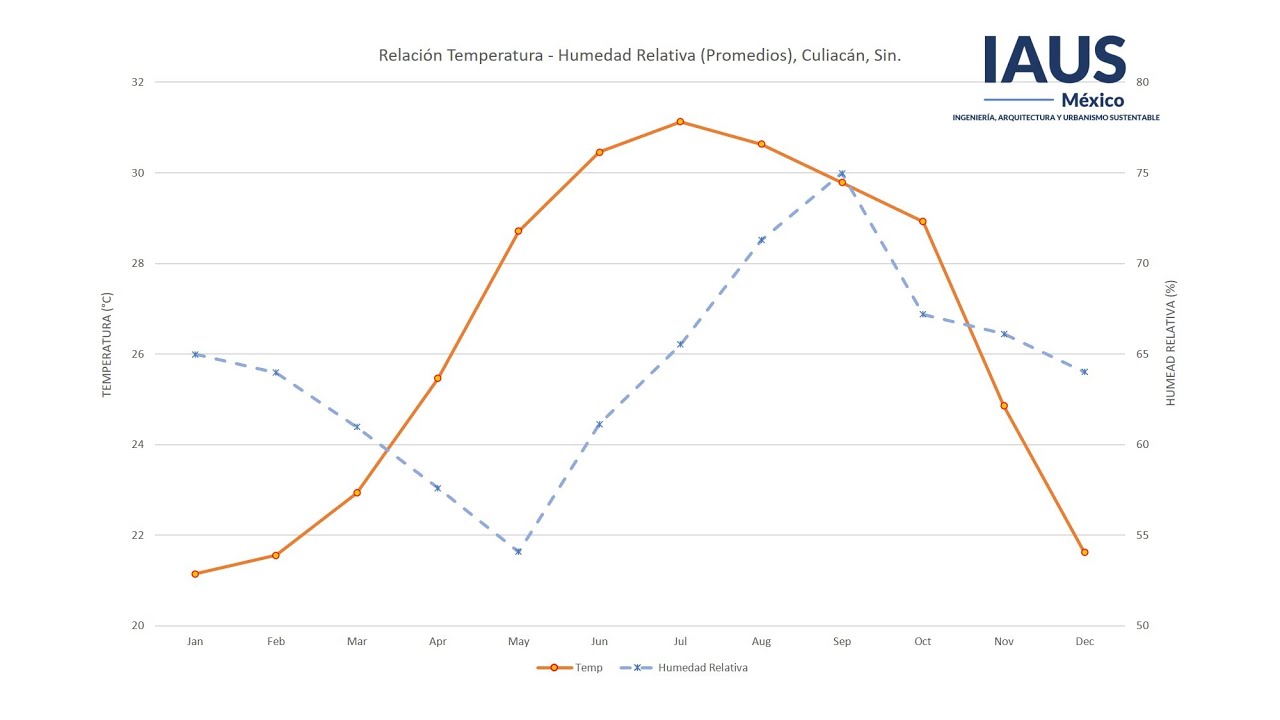 Relación Temperatura - Humedad Relativa (Promedios), Culiacán, Sin.
IAUS
México
INGENIERÍA, ARQUITECTURA Y URBANISMO SUSTENTABLE
TEMPERATURA (°C)
32
30
28
26
24
22
20
80
75
70
65
60
55
50
HUMEAD RELATIVA (%)
Jan Feb Mar Apr May Jun Jul Aug Sep Oct Nov Dec
Temp Humedad Relativa